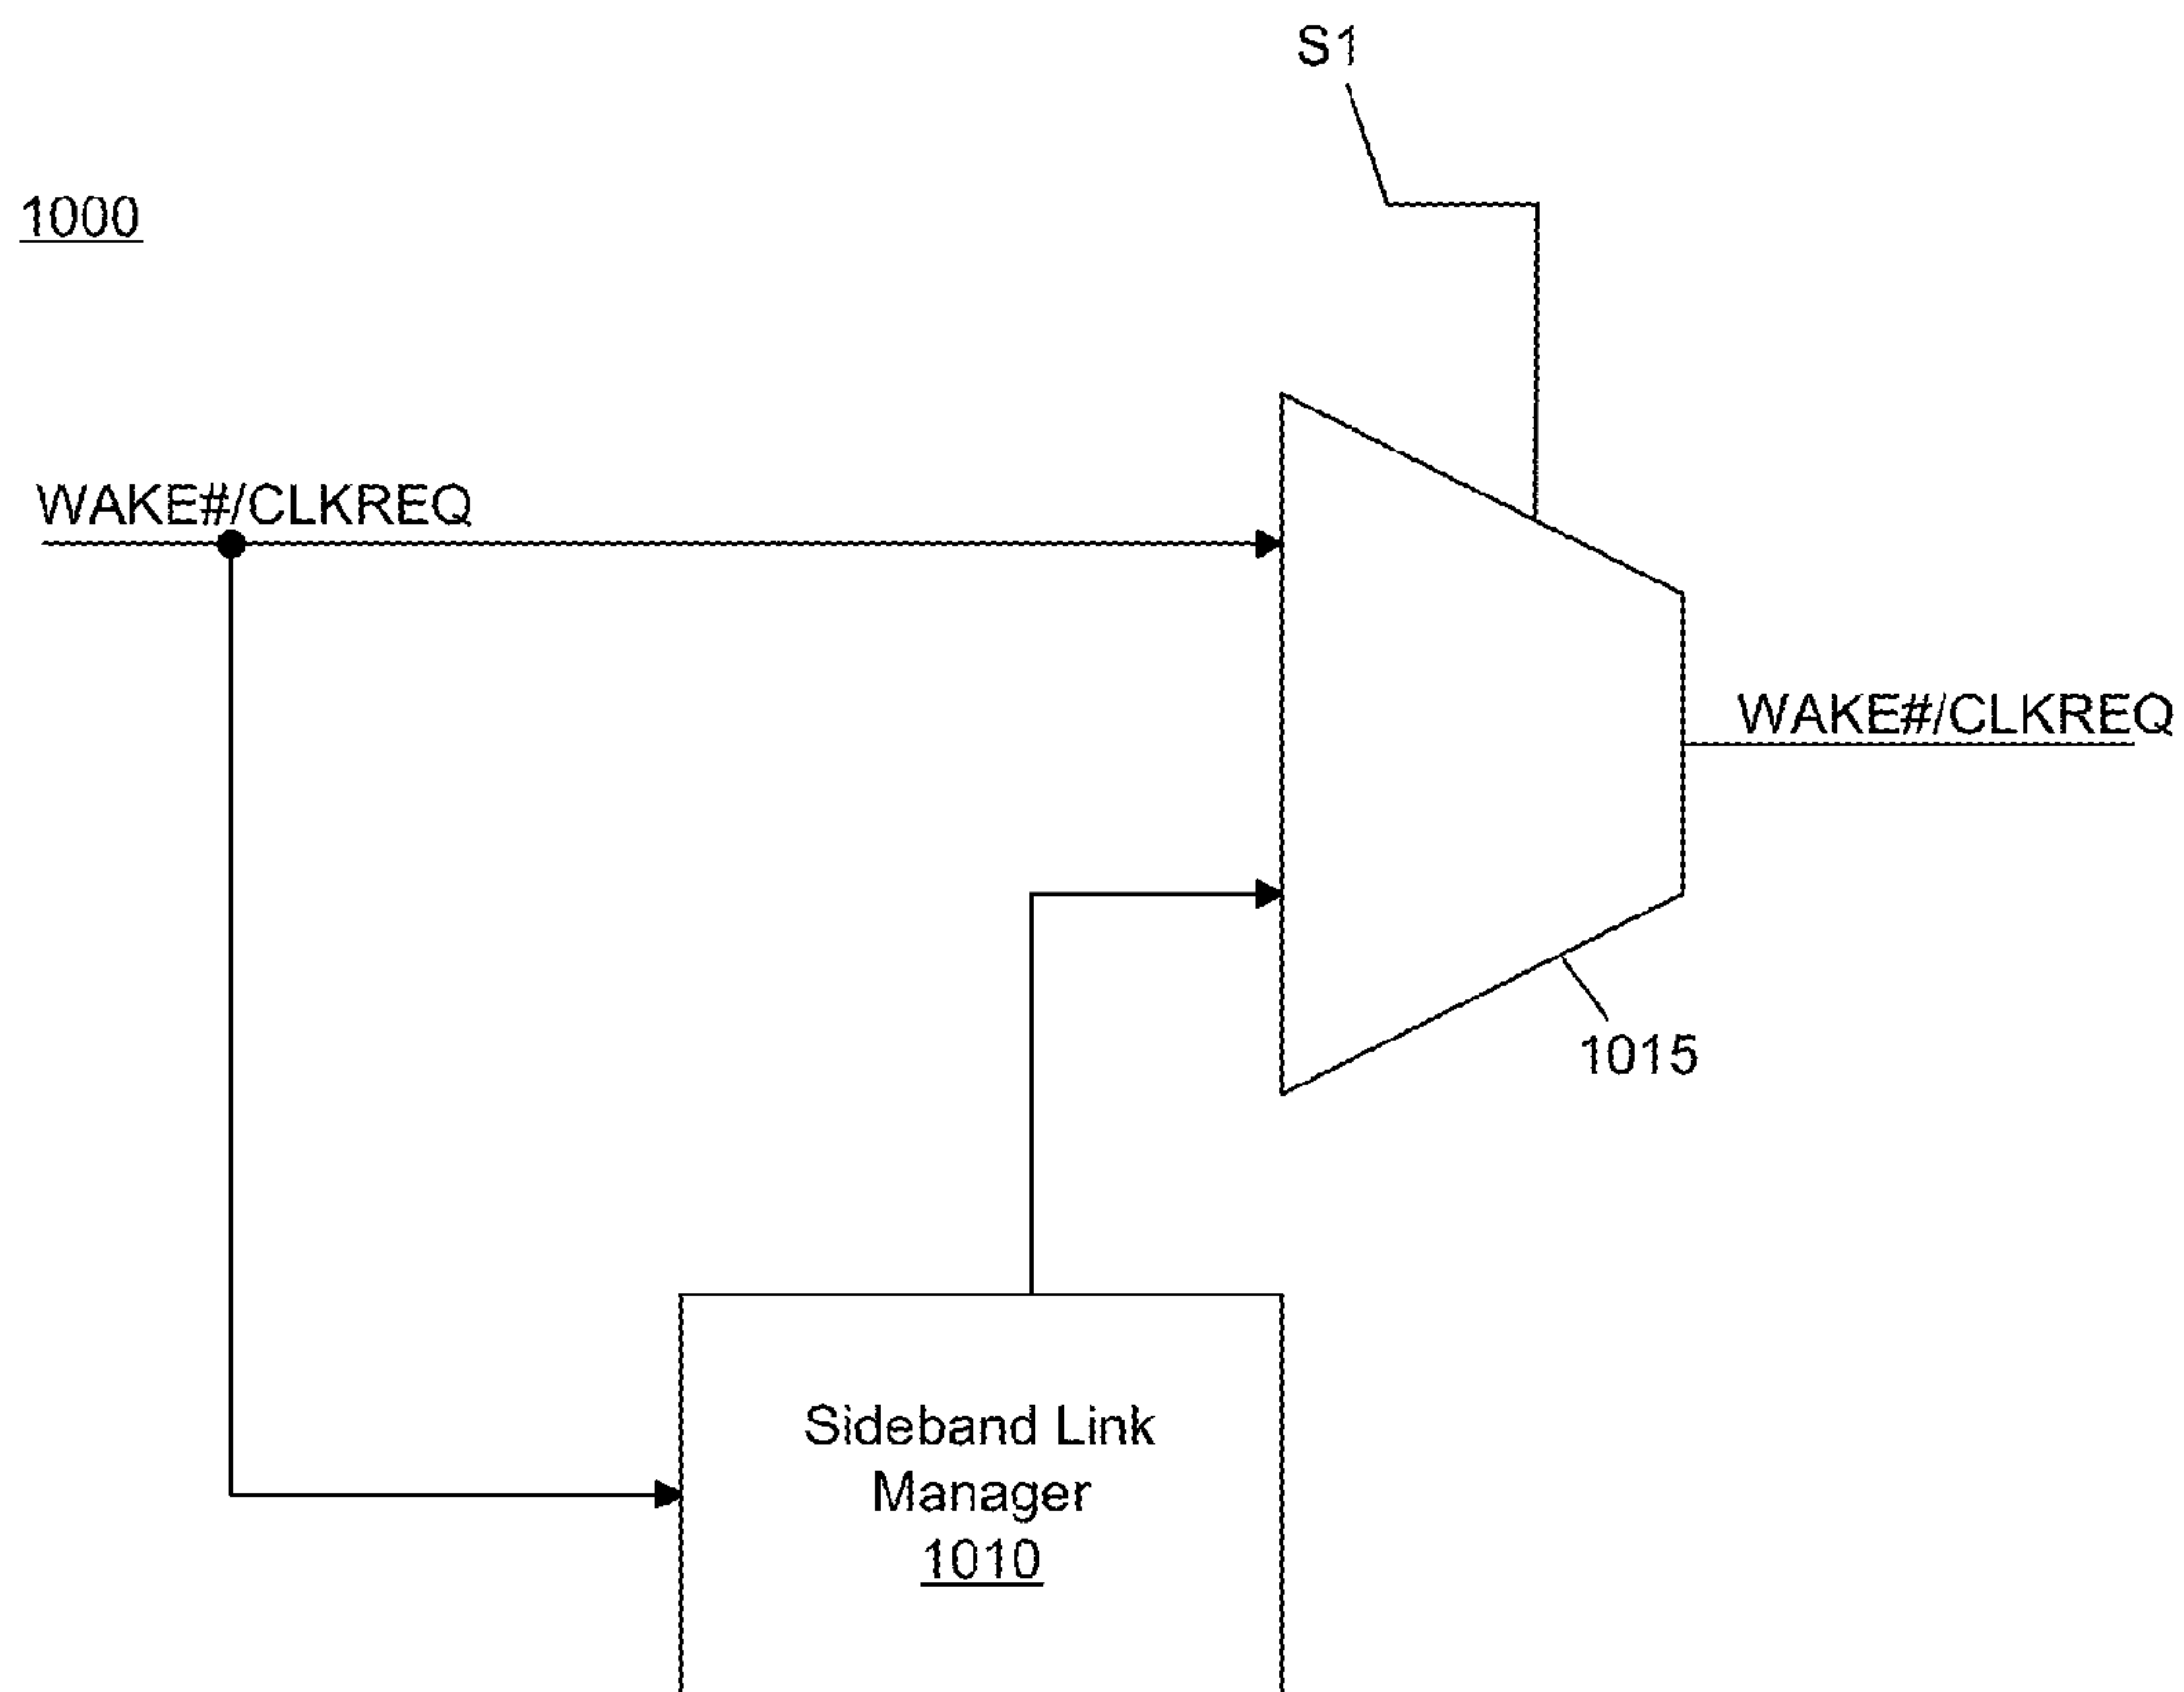 S1
1000
WAKE#/CLKREQ
WAKE#/CLKREQ
1015
Sideband Link
Manager
1010